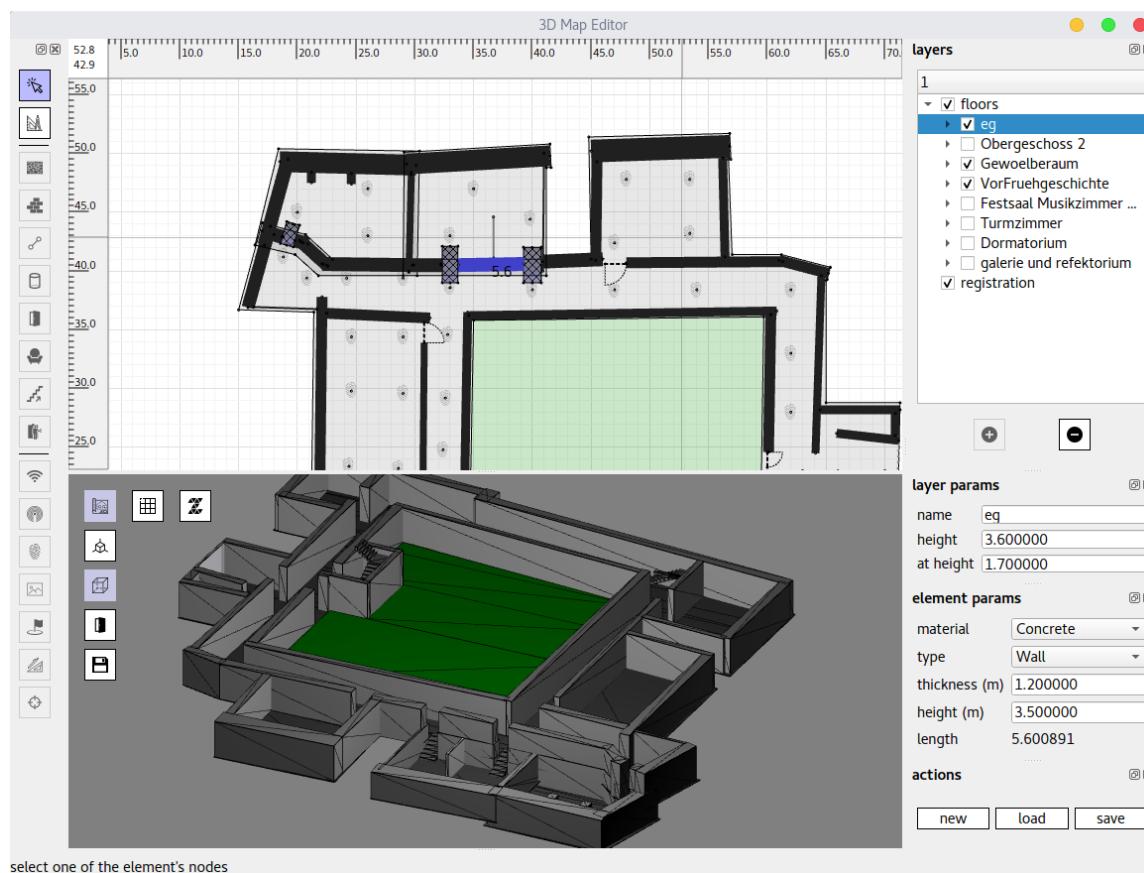 3D Map Editor
52.8
42.9
5.0 10.0 15.0 20.0 25.0 30.0 35.0 40.0 45.0 50.0 55.0 60.0 65.0 70.
55.0
50.0
45.0
40.0
35.0
30.0
25.0
5.6
layers
1
floors
eg
Obergeschoss 2
Gewoelberaum
VorFruehgeschichte
Festsaal Musikzimmer ...
Turmzimmer
Dormatorium
galerie und refektorium
registration
layer params
name eg
height 3.600000
at height 1.700000
element params
material Concrete
type Wall
thickness (m) 1.200000
height (m) 3.500000
length 5.600891
actions
new load save
select one of the element's nodes